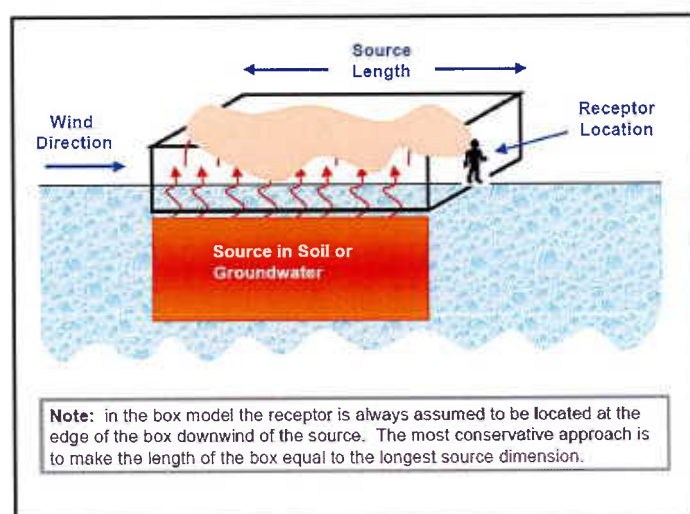 Source
Length
Wind
Direction
Receptor
Location
Source in Soil or
Groundwater
Note: in the box model the receptor is always assumed to be located at the
edge of the box downwind of the source. The most conservative approach is
to make the length of the box equal to the longest source dimension.